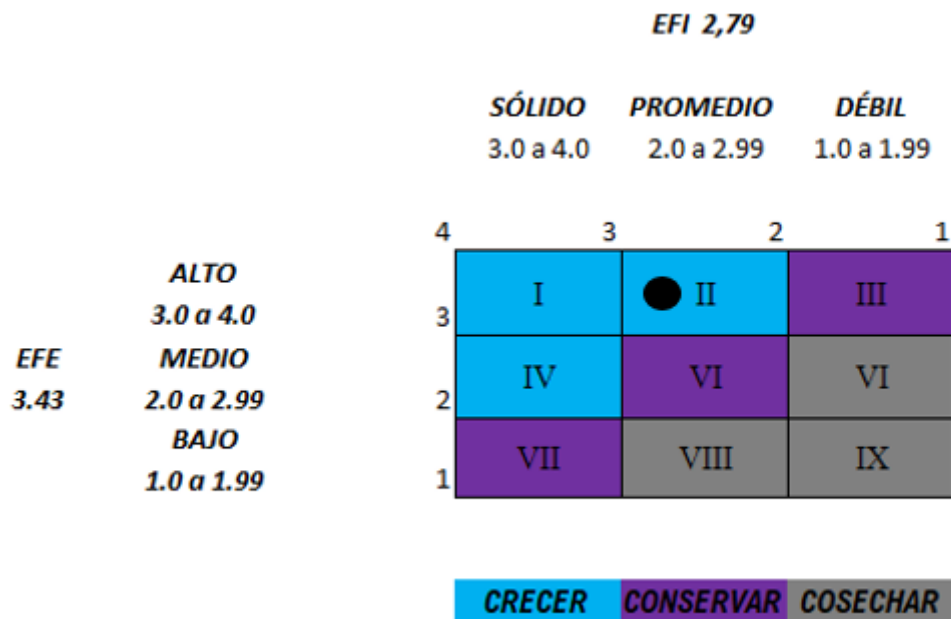 EFI 2,79
SÓLIDO PROMEDIO DÉBIL
3.0 a 4.0 2.0 a 2.99 1.0 a 1.99
4 3 2 1
ALTO
3.0 a 4.0
I II III
3
EFE MEDIO
3.43 2.0 a 2.99
IV VI VI
2
BAJO
1.0 a 1.99
VII VIII IX
1
CRECER CONSERVAR COSECHAR